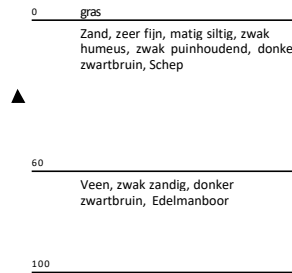 0 gras
Zand, zeer fijn, matig siltig, zwak
humeus, zwak puinhoudend, donke
zwartbruin, Schep
60
Veen, zwak zandig, donker
zwartbruin, Edelmanboor
100